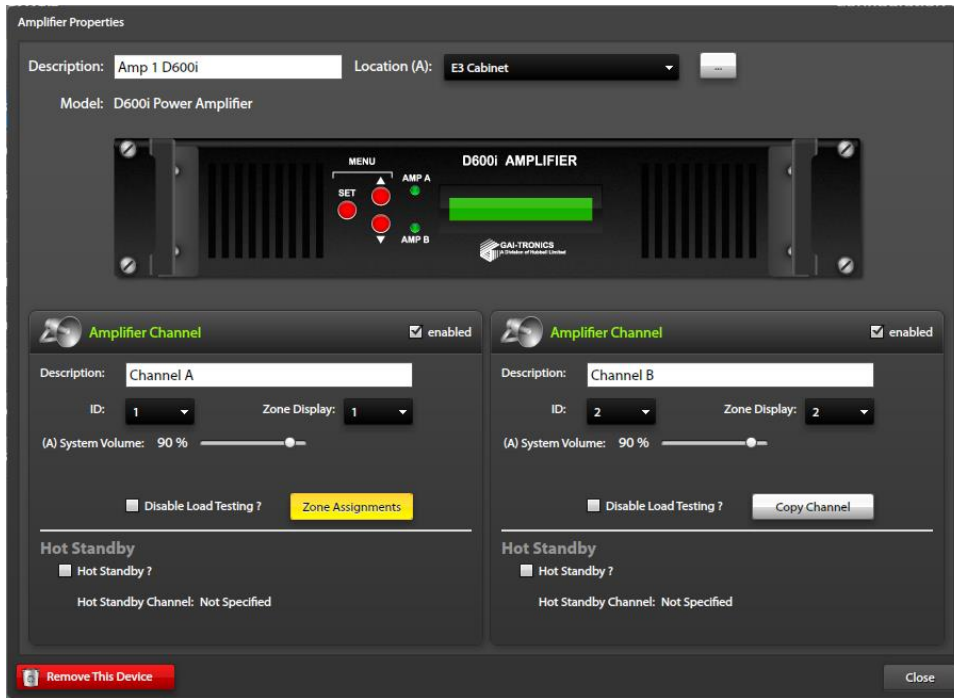 Amplifier Properties
Description: Amp 1 D600i Location (A): E3 Cabinet ...
Model: D600i Power Amplifier
MENU
D600i AMPLIFIER
SET
AMP A
AMP B
GAI-TRONICS
A Division of Hubbell Limited
Amplifier Channel enabled
Description: Channel A
ID: 1 Zone Display: 1
(A) System Volume: 90 %
Disable Load Testing ? Zone Assignments
Hot Standby
Hot Standby ?
Hot Standby Channel: Not Specified
Amplifier Channel enabled
Description: Channel B
ID: 2 Zone Display: 2
(A) System Volume: 90 %
Disable Load Testing ? Copy Channel
Hot Standby
Hot Standby ?
Hot Standby Channel: Not Specified
Remove This Device
Close